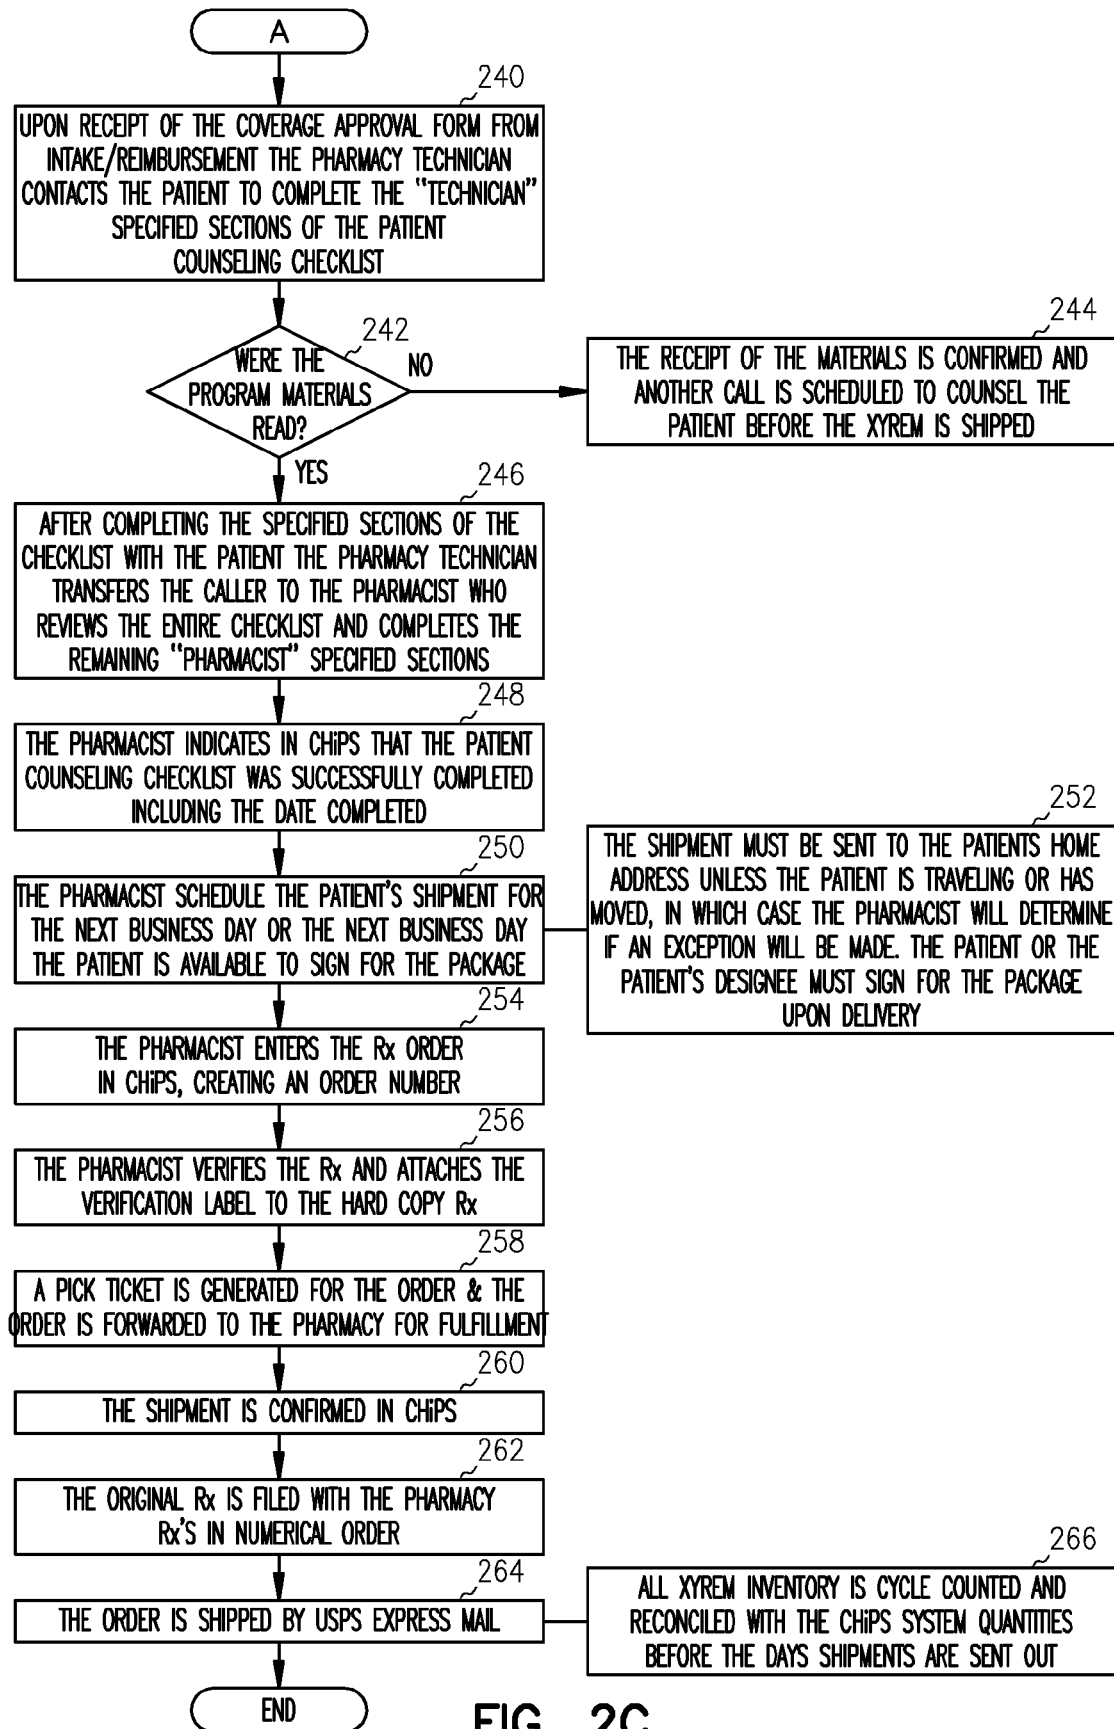 A
240
UPON RECEIPT OF THE COVERAGE APPROVAL FORM FROM
INTAKE/REIMBURSEMENT THE PHARMACY TECHNICIAN
CONTACTS THE PATIENT TO COMPLETE THE "TECHNICIAN"
SPECIFIED SECTIONS OF THE PATIENT
COUNSELING CHECKLIST
242
WERE THE
PROGRAM MATERIALS
READ?
NO
YES
244
THE RECEIPT OF THE MATERIALS IS CONFIRMED AND
ANOTHER CALL IS SCHEDULED TO COUNSEL THE
PATIENT BEFORE THE XYREM IS SHIPPED
246
AFTER COMPLETING THE SPECIFIED SECTIONS OF THE
CHECKLIST WITH THE PATIENT THE PHARMACY TECHNICIAN
TRANSFERS THE CALLER TO THE PHARMACIST WHO
REVIEWS THE ENTIRE CHECKLIST AND COMPLETES THE
REMAINING "PHARMACIST" SPECIFIED SECTIONS
248
THE PHARMACIST INDICATES IN CHiPS THAT THE PATIENT
COUNSELING CHECKLIST WAS SUCCESSFULLY COMPLETED
INCLUDING THE DATE COMPLETED
250
THE PHARMACIST SCHEDULE THE PATIENT'S SHIPMENT FOR
THE NEXT BUSINESS DAY OR THE NEXT BUSINESS DAY
THE PATIENT IS AVAILABLE TO SIGN FOR THE PACKAGE
252
THE SHIPMENT MUST BE SENT TO THE PATIENTS HOME
ADDRESS UNLESS THE PATIENT IS TRAVELING OR HAS
MOVED, IN WHICH CASE THE PHARMACIST WILL DETERMINE
IF AN EXCEPTION WILL BE MADE. THE PATIENT OR THE
PATIENT'S DESIGNEE MUST SIGN FOR THE PACKAGE
UPON DELIVERY
254
THE PHARMACIST ENTERS THE Rx ORDER
IN CHiPS, CREATING AN ORDER NUMBER
256
THE PHARMACIST VERIFIES THE Rx AND ATTACHES THE
VERIFICATION LABEL TO THE HARD COPY Rx
258
A PICK TICKET IS GENERATED FOR THE ORDER & THE
ORDER IS FORWARDED TO THE PHARMACY FOR FULFILLMENT
260
THE SHIPMENT IS CONFIRMED IN CHiPS
262
THE ORIGINAL Rx IS FILED WITH THE PHARMACY
Rx'S IN NUMERICAL ORDER
264
THE ORDER IS SHIPPED BY USPS EXPRESS MAIL
266
ALL XYREM INVENTORY IS CYCLE COUNTED AND
RECONCILED WITH THE CHiPS SYSTEM QUANTITIES
BEFORE THE DAYS SHIPMENTS ARE SENT OUT
END
FIG. 2C